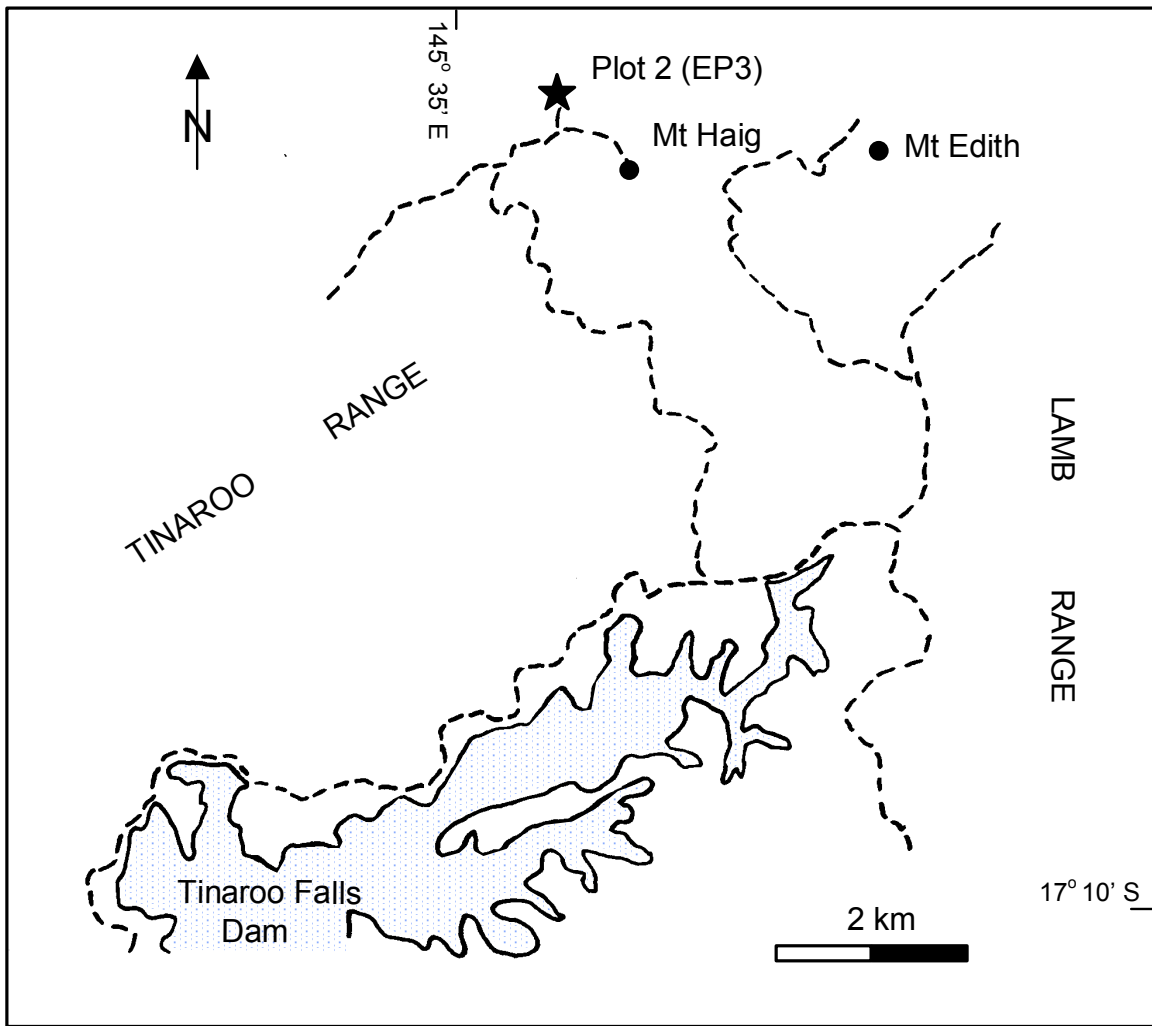 145° 35' E
Plot 2 (EP3)
N
Mt Haig
Mt Edith
TINAROO RANGE
LAMB RANGE
Tinaroo Falls
Dam
17° 10' S
2 km